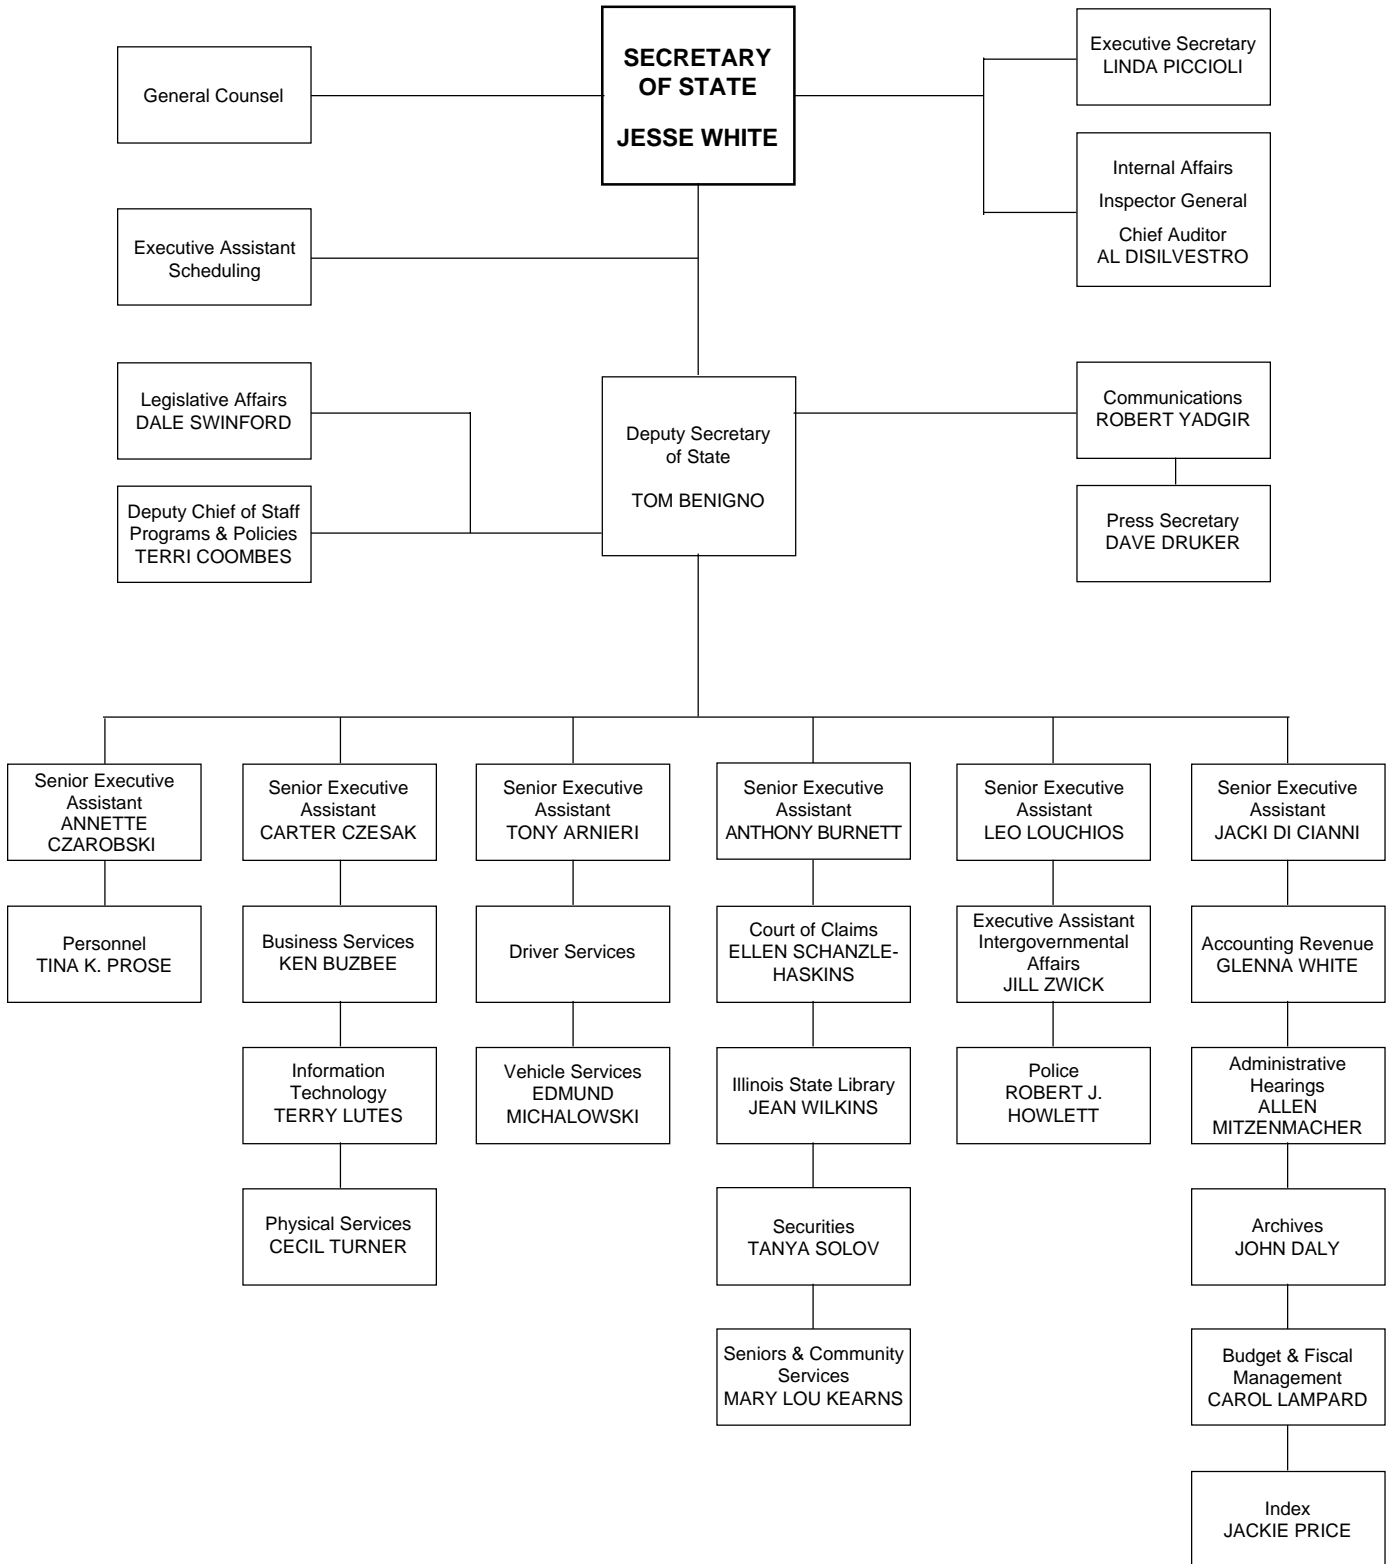 SECRETARY
OF STATE
JESSE WHITE
General Counsel
Executive Secretary
LINDA PICCIOLI
Internal Affairs
Inspector General
Chief Auditor
AL DISILVESTRO
Executive Assistant
Scheduling
Legislative Affairs
DALE SWINFORD
Deputy Chief of Staff
Programs & Policies
TERRI COOMBES
Deputy Secretary
of State
TOM BENIGNO
Communications
ROBERT YADGIR
Press Secretary
DAVE DRUKER
Senior Executive
Assistant
ANNETTE
CZAROBSKI
Personnel
TINA K. PROSE
Senior Executive
Assistant
CARTER CZESAK
Business Services
KEN BUZBEE
Information
Technology
TERRY LUTES
Physical Services
CECIL TURNER
Senior Executive
Assistant
TONY ARNIERI
Driver Services
Vehicle Services
EDMUND
MICHALOWSKI
Senior Executive
Assistant
ANTHONY BURNETT
Court of Claims
ELLEN SCHANZLE-
HASKINS
Illinois State Library
JEAN WILKINS
Securities
TANYA SOLOV
Seniors & Community
Services
MARY LOU KEARNS
Senior Executive
Assistant
LEO LOUCHIOS
Executive Assistant
Intergovernmental
Affairs
JILL ZWICK
Police
ROBERT J.
HOWLETT
Senior Executive
Assistant
JACKI DI CIANNI
Accounting Revenue
GLENNA WHITE
Administrative
Hearings
ALLEN
MITZENMACHER
Archives
JOHN DALY
Budget & Fiscal
Management
CAROL LAMPARD
Index
JACKIE PRICE